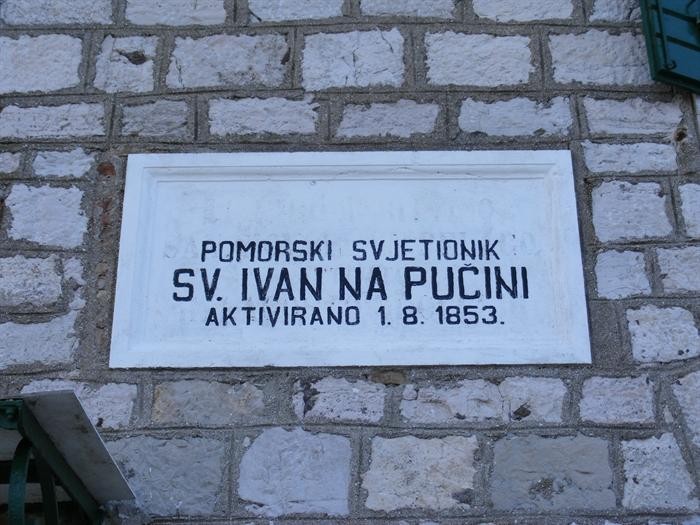 POMORSKI SVJETIONIK
SV. IVAN NA PUČINI
AKTIVIRANO 1. 8. 1853.